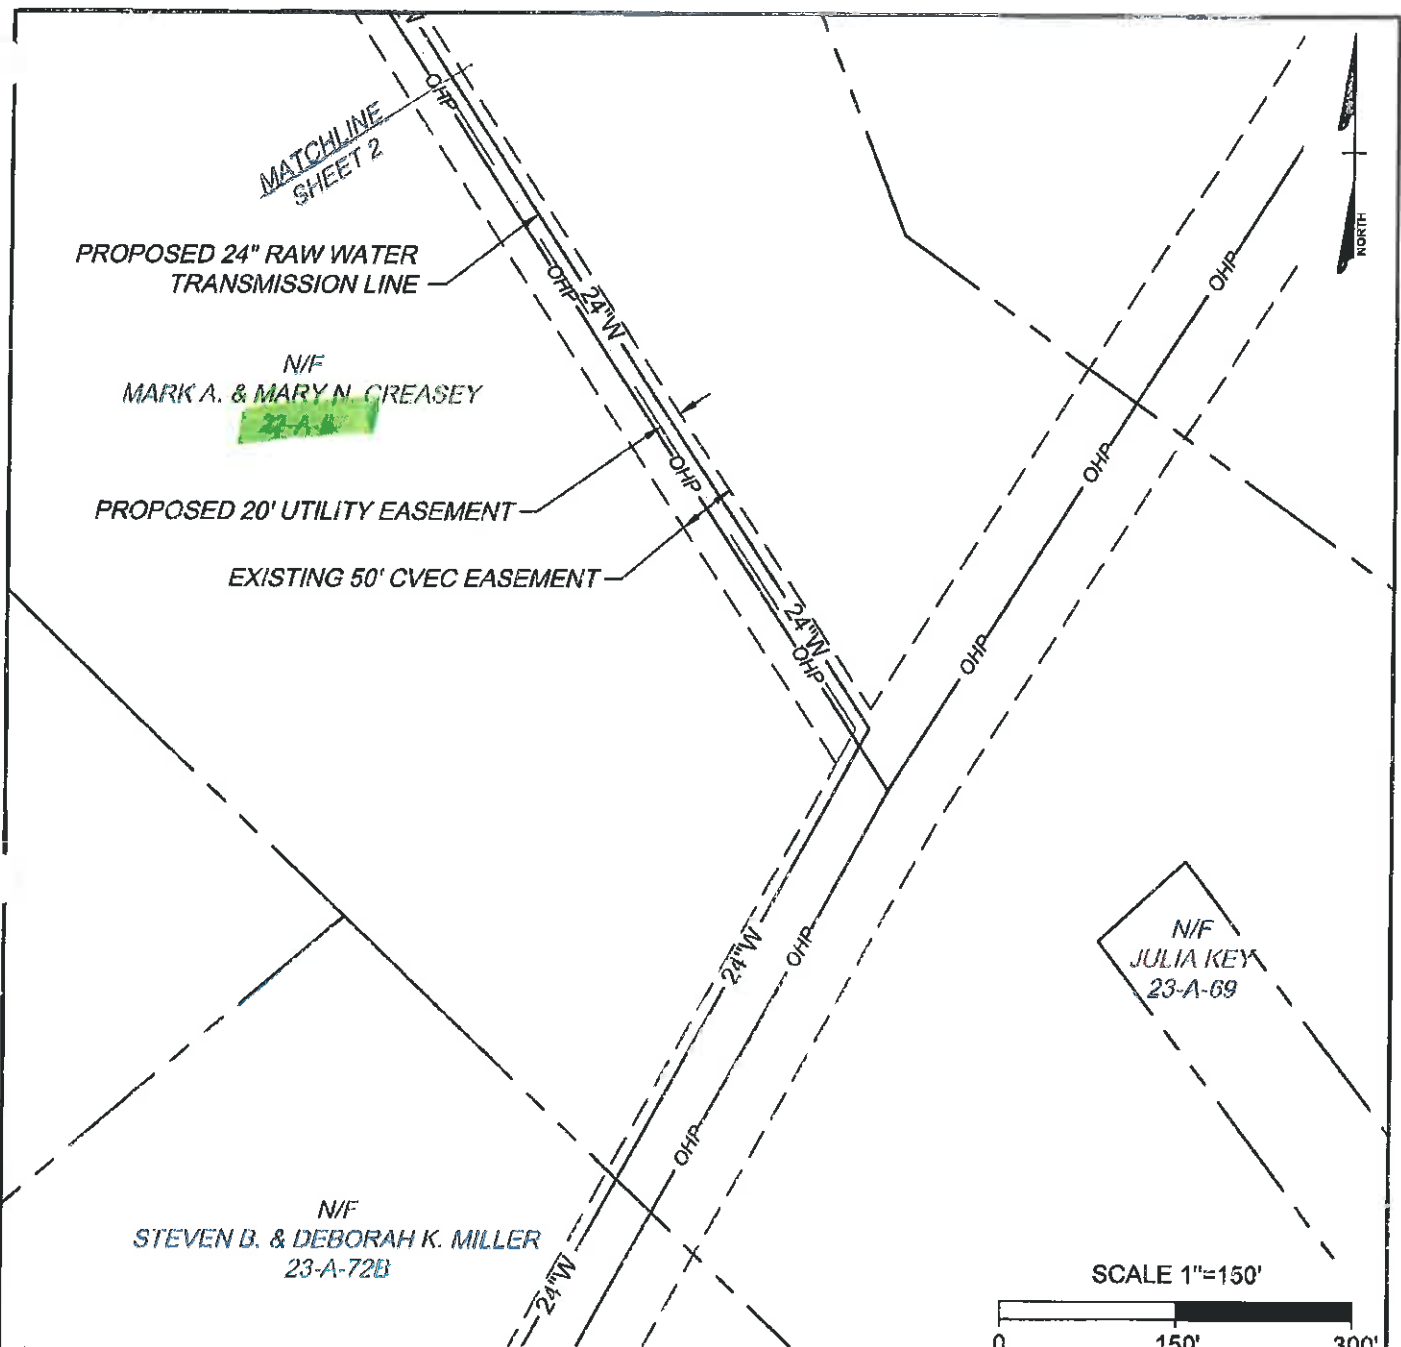 MATCHLINE
SHEET 2
PROPOSED 24" RAW WATER
TRANSMISSION LINE
N/F
MARK A. & MARY N. CREASEY
PROPOSED 20' UTILITY EASEMENT
EXISTING 50' CVEC EASEMENT
W
OHP
OHP
24"W
OHP
24"W
OHP
OHP
OHP
OHP
NORTH
24"W
OHP
OHP
24"W
N/F
JULIA KEY
23-A-69
N/F
STEVEN B. & DEBORAH K. MILLER
23-A-72B
SCALE 1"=150'
0 150' 300'